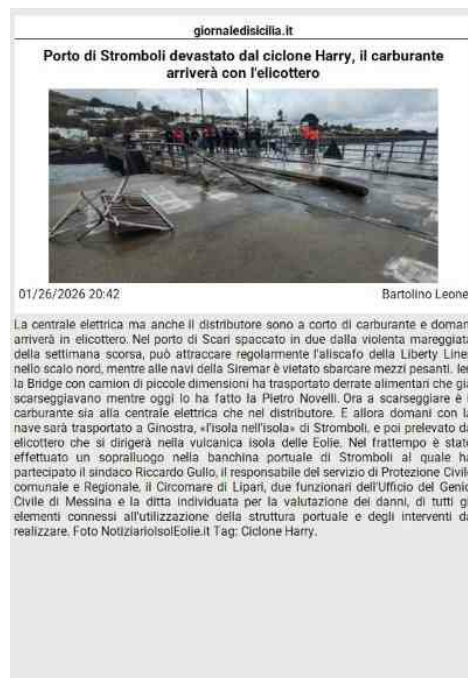 giornaledisicilia.it
Porto di Stromboli devastato dal ciclone Harry, il carburante
arriverà con l'elicottero
01/26/2026 20:42
Bartolino Leone
La centrale elettrica ma anche il distributore sono a corto di carburante e domani
arriverà in elicottero. Nel porto di Scari spaccato in due dalla violenta mareggiata
della settimana scorsa, può attraccare regolarmente l'aliscafo della Liberty Lines
nello scalo nord, mentre alle navi della Siremar è vietato sbarcare mezzi pesanti. Ieri
la Bridge con camion di piccole dimensioni ha trasportato derrate alimentari che già
scarseggiavano mentre oggi lo ha fatto la Pietro Novelli. Ora a scarseggiare è il
carburante sia alla centrale elettrica che nel distributore. E allora domani con la
nave sarà trasportato a Ginostra, «l'isola nell'isola» di Stromboli, e poi prelevato da
elicottero che si dirigerà nella vulcanica isola delle Eolie. Nel frattempo è stato
effettuato un sopralluogo nella banchina portuale di Stromboli al quale ha
partecipato il sindaco Riccardo Gullo, il responsabile del servizio di Protezione Civile
comunale e Regionale, il Circomare di Lipari, due funzionari dell'Ufficio del Genio
Civile di Messina e la ditta individuata per la valutazione dei danni, di tutti gli
elementi connessi all'utilizzazione della struttura portuale e degli interventi da
realizzare. Foto NotiziarioIsolEolie.it Tag: Ciclone Harry.